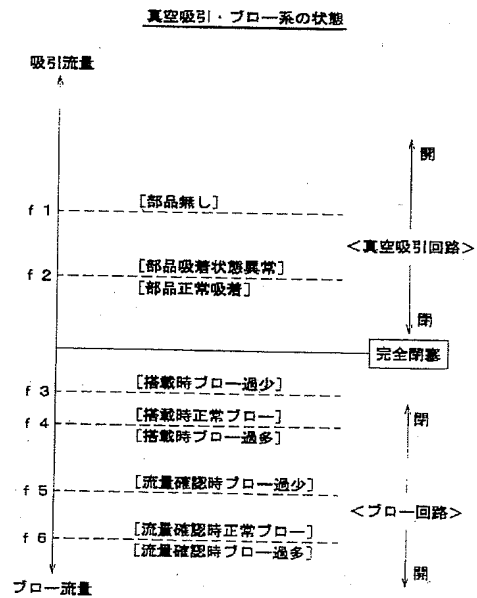 真空吸引・ブロー系の状態
吸引流量
開
[部品無し]
f 1
<真空吸引回路>
[部品吸着状態異常]
f 2
[部品正常吸着]
閉
完全閉塞
[搭載時ブロー過少]
f 3
[搭載時正常ブロー]
f 4
閉
[搭載時ブロー過多]
[流量確認時ブロー過少]
f 5
<ブロー回路>
[流量確認時正常ブロー]
f 6
[流量確認時ブロー過多]
開
ブロー流量